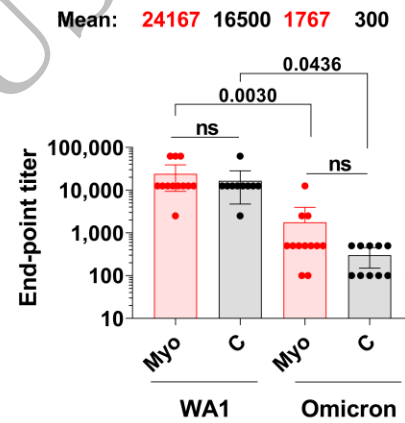 Mean: 24167 16500 1767 300
0.0436
0.0030
ns
ns
End-point titer
100,000
10,000
1,000
100
10
Myo C Myo C
WA1 Omicron